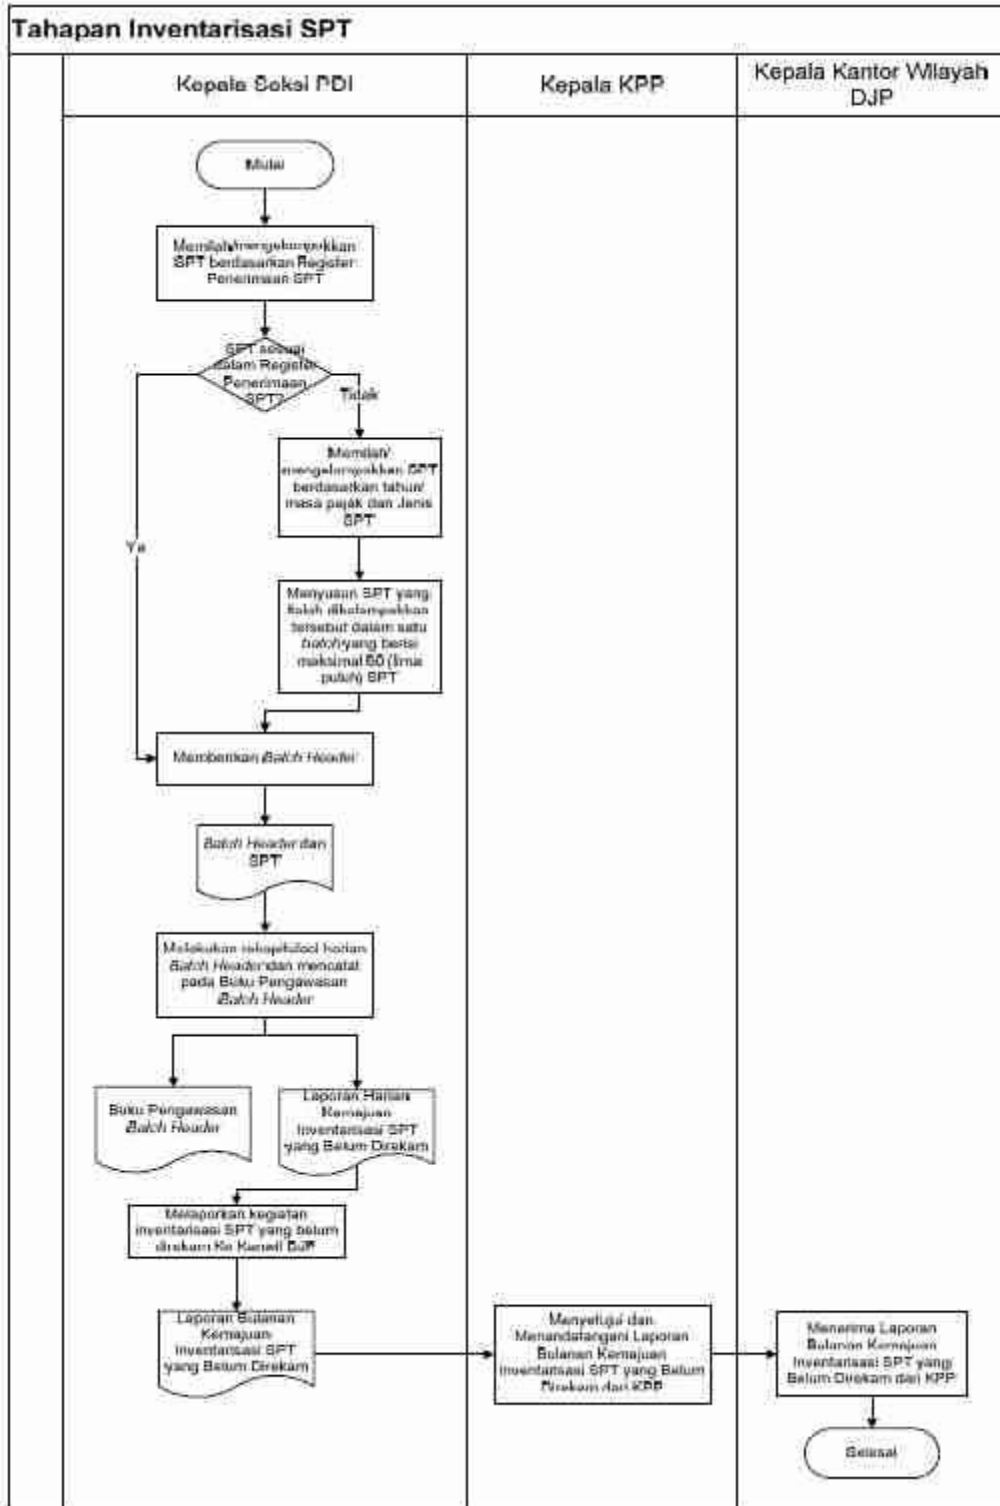 Tahapan Inventarisasi SPT
Kepala Seksi PDI
Kepala KPP
Kepala Kantor Wilayah
DJP
Mulai
Memilah/mengelompokkan
SPT berdasarkan Register
Penerimaan SPT
SPT sesuai
dalam Register
Penerimaan
SPT?
Tidak
Ya
Memilah/
mengelompokkan SPT
berdasarkan tahun/
masa pajak dan Jenis
SPT
Menyusun SPT yang
telah dikelompokkan
tersebut dalam satu
batch yang berisi
maksimal 50 (lima
puluh) SPT
Memberikan Batch Header
Batch Header dan
SPT
Melakukan rekapitulasi harian
Batch Header dan mencatat
pada Buku Pengawasan
Batch Header
Buku Pengawasan
Batch Header
Laporan Harian
Kemajuan
Inventarisasi SPT
yang Belum Direkam
Melaporkan kegiatan
inventarisasi SPT yang belum
direkam Ke Kanwil DJP
Laporan Bulanan
Kemajuan
Inventarisasi SPT
yang Belum Direkam
Menyetujui dan
Menandatangani Laporan
Bulanan Kemajuan
Inventarisasi SPT yang Belum
Direkam dari KPP
Menerima Laporan
Bulanan Kemajuan
Inventarisasi SPT yang
Belum Direkam dari KPP
Selesai